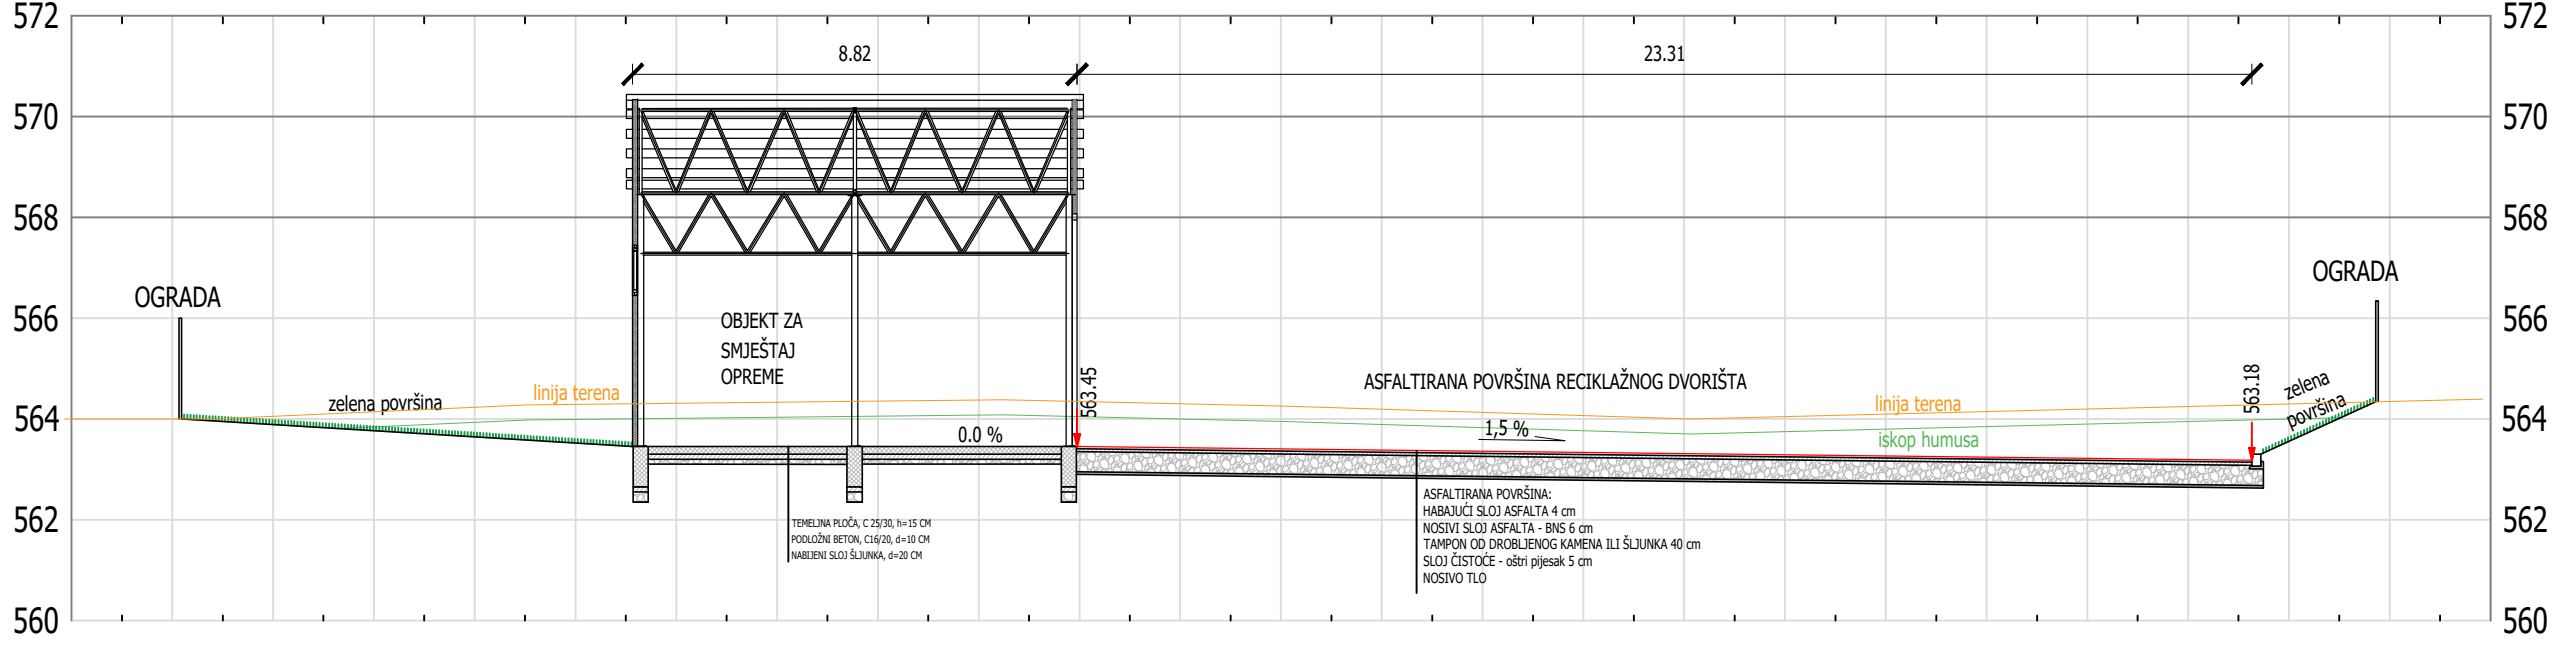 572
572
8.82
23.31
570
570
568
568
OGRADA
OGRADA
566
566
OBJEKT ZA
SMJEŠTAJ
OPREME
563.45
ASFALTIRANA POVRŠINA RECIKLAŽNOG DVORIŠTA
563.18
zelena
površina
linija terena
zelena površina
linija terena
564
564
0.0 %
1,5 %
iskop humusa
TEMELJNA PLOČA, C 25/30, h=15 CM
PODLOŽNI BETON, C16/20, d=10 CM
NABIJENI SLOJ ŠLJUNKA, d=20 CM
ASFALTIRANA POVRŠINA:
HABAJUĆI SLOJ ASFALTA 4 cm
NOSIVI SLOJ ASFALTA - BNS 6 cm
TAMPON OD DROBLJENOG KAMENA ILI ŠLJUNKA 40 cm
SLOJ ČISTOĆE - oštri pijesak 5 cm
NOSIVO TLO
562
562
560
560